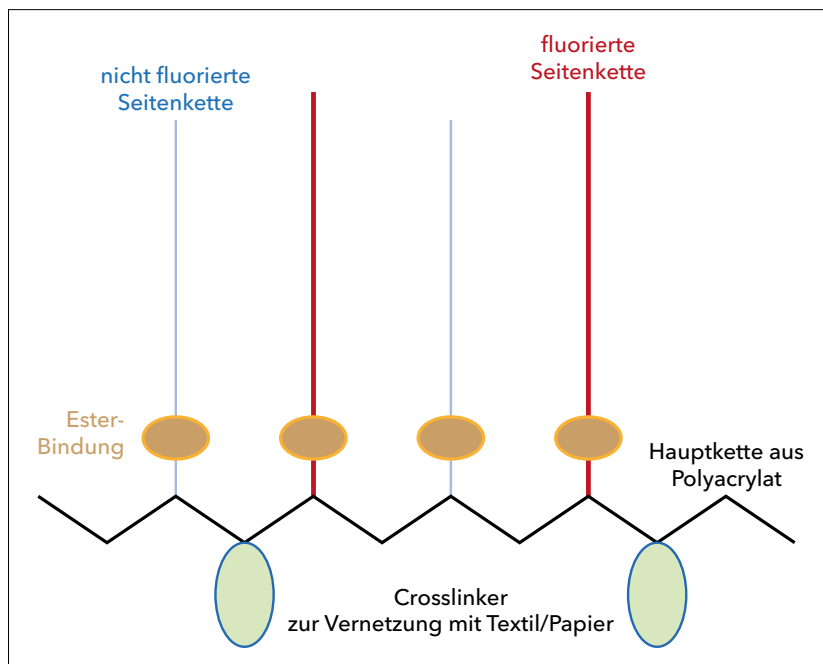 nicht fluorierte
Seitenkette
fluorierte
Seitenkette
Ester-
Bindung
Hauptkette aus
Polyacrylat
Crosslinker
zur Vernetzung mit Textil/Papier